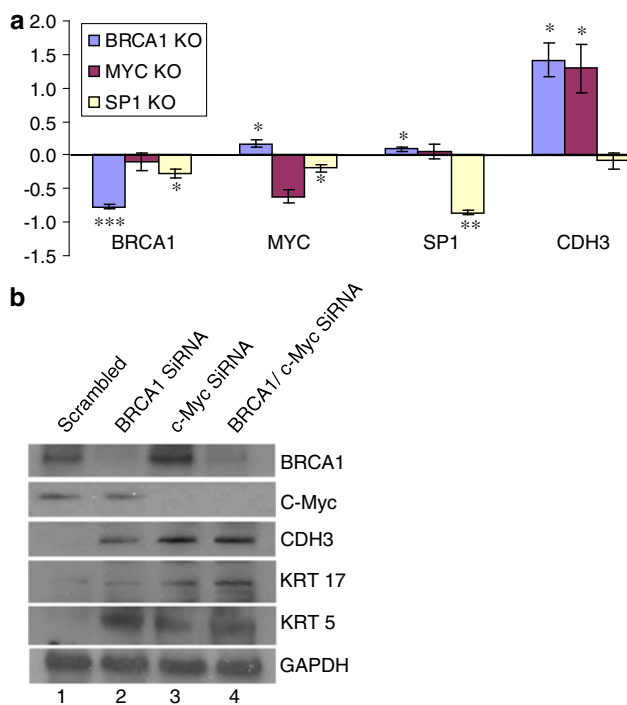 a
2.0
1.5
1.0
0.5
0.0
-0.5
-1.0
-1.5
BRCA1 KO
MYC KO
SP1 KO
* * * *
*** * * **
BRCA1 MYC SP1 CDH3
b
Scrambled
BRCA1 SiRNA
c-Myc SiRNA
BRCA1/ c-Myc SiRNA
BRCA1
C-Myc
CDH3
KRT 17
KRT 5
GAPDH
1 2 3 4